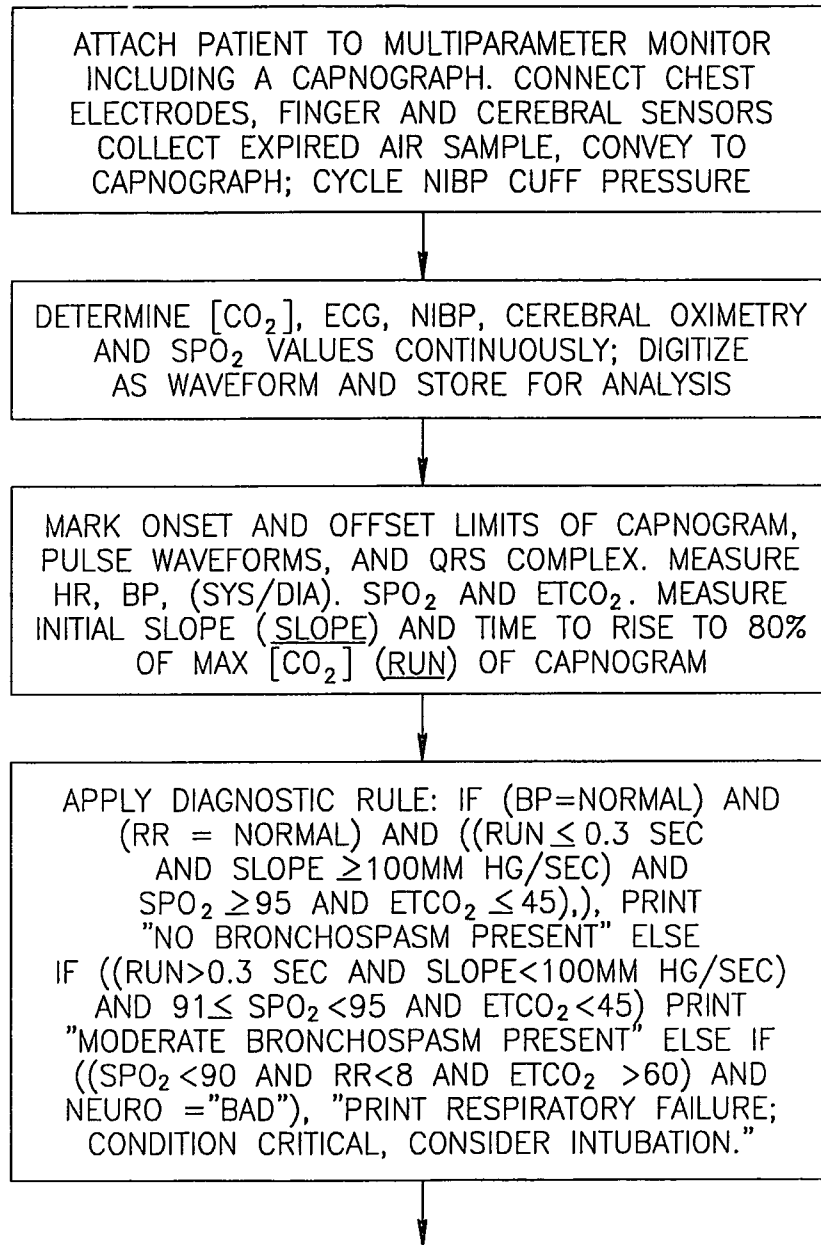 ATTACH PATIENT TO MULTIPARAMETER MONITOR
INCLUDING A CAPNOGRAPH. CONNECT CHEST
ELECTRODES, FINGER AND CEREBRAL SENSORS
COLLECT EXPIRED AIR SAMPLE, CONVEY TO
CAPNOGRAPH; CYCLE NIBP CUFF PRESSURE
DETERMINE [CO₂], ECG, NIBP, CEREBRAL OXIMETRY
AND SPO₂ VALUES CONTINUOUSLY; DIGITIZE
AS WAVEFORM AND STORE FOR ANALYSIS
MARK ONSET AND OFFSET LIMITS OF CAPNOGRAM,
PULSE WAVEFORMS, AND QRS COMPLEX. MEASURE
HR, BP, (SYS/DIA). SPO₂ AND ETCO₂. MEASURE
INITIAL SLOPE (SLOPE) AND TIME TO RISE TO 80%
OF MAX [CO₂] (RUN) OF CAPNOGRAM
APPLY DIAGNOSTIC RULE: IF (BP=NORMAL) AND
(RR = NORMAL) AND ((RUN ≤ 0.3 SEC
AND SLOPE ≥100MM HG/SEC) AND
SPO₂ ≥95 AND ETCO₂ ≤45),), PRINT
"NO BRONCHOSPASM PRESENT" ELSE
IF ((RUN>0.3 SEC AND SLOPE<100MM HG/SEC)
AND 91≤ SPO₂<95 AND ETCO₂<45) PRINT
"MODERATE BRONCHOSPASM PRESENT" ELSE IF
((SPO₂<90 AND RR<8 AND ETCO₂ >60) AND
NEURO ="BAD"), "PRINT RESPIRATORY FAILURE;
CONDITION CRITICAL, CONSIDER INTUBATION."